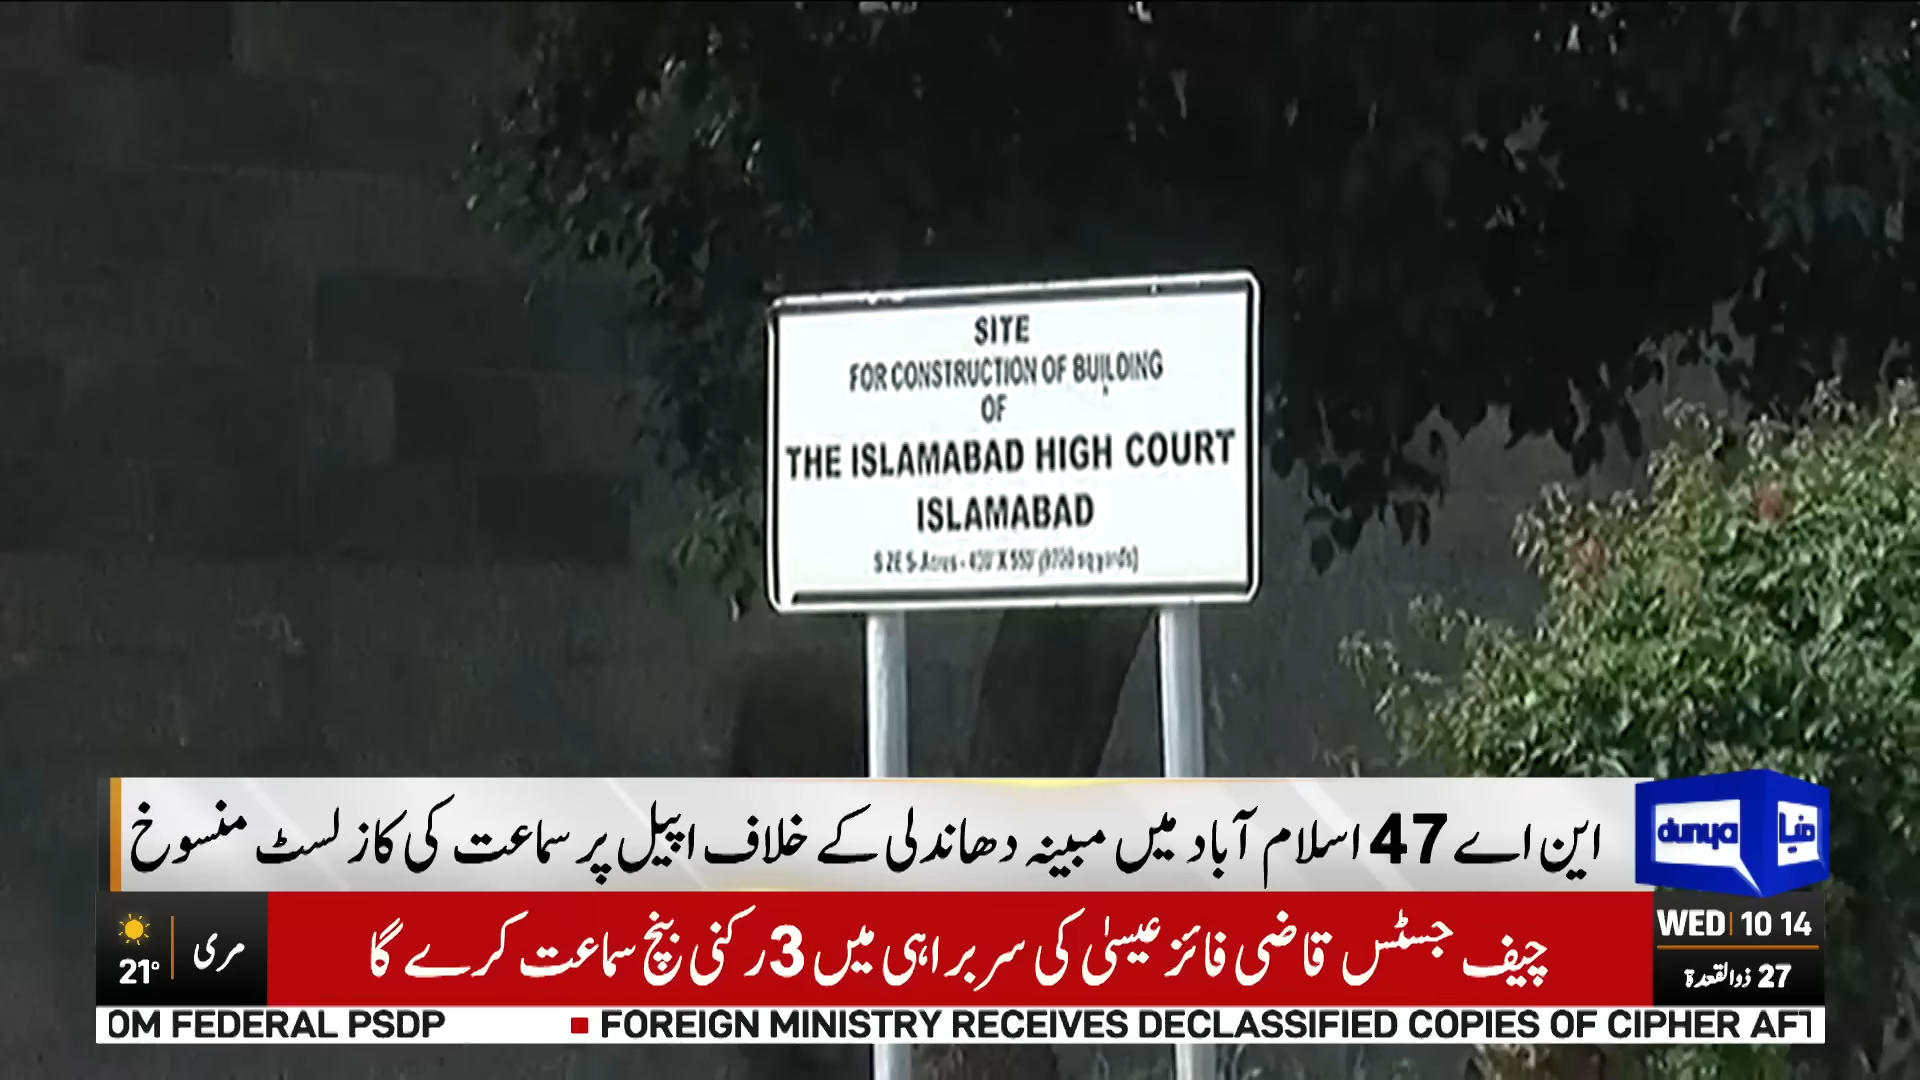 SITE
FOR CONSTRUCTION OF BUILDING
OF
THE ISLAMABAD HIGH COURT
ISLAMABAD
این اے 47 اسلام آباد میں مبینہ دھاندلی کے خلاف اپیل پر سماعت کی کاز لسٹ منسوخ
dunya دنیا
چیف جسٹس قاضی فائز عیسیٰ کی سربراہی میں 3 رکنی بنچ سماعت کرے گا
WED 10 14
27 ذوالقعدۃ
مری
21°
OM FEDERAL PSDP ■ FOREIGN MINISTRY RECEIVES DECLASSIFIED COPIES OF CIPHER AFT